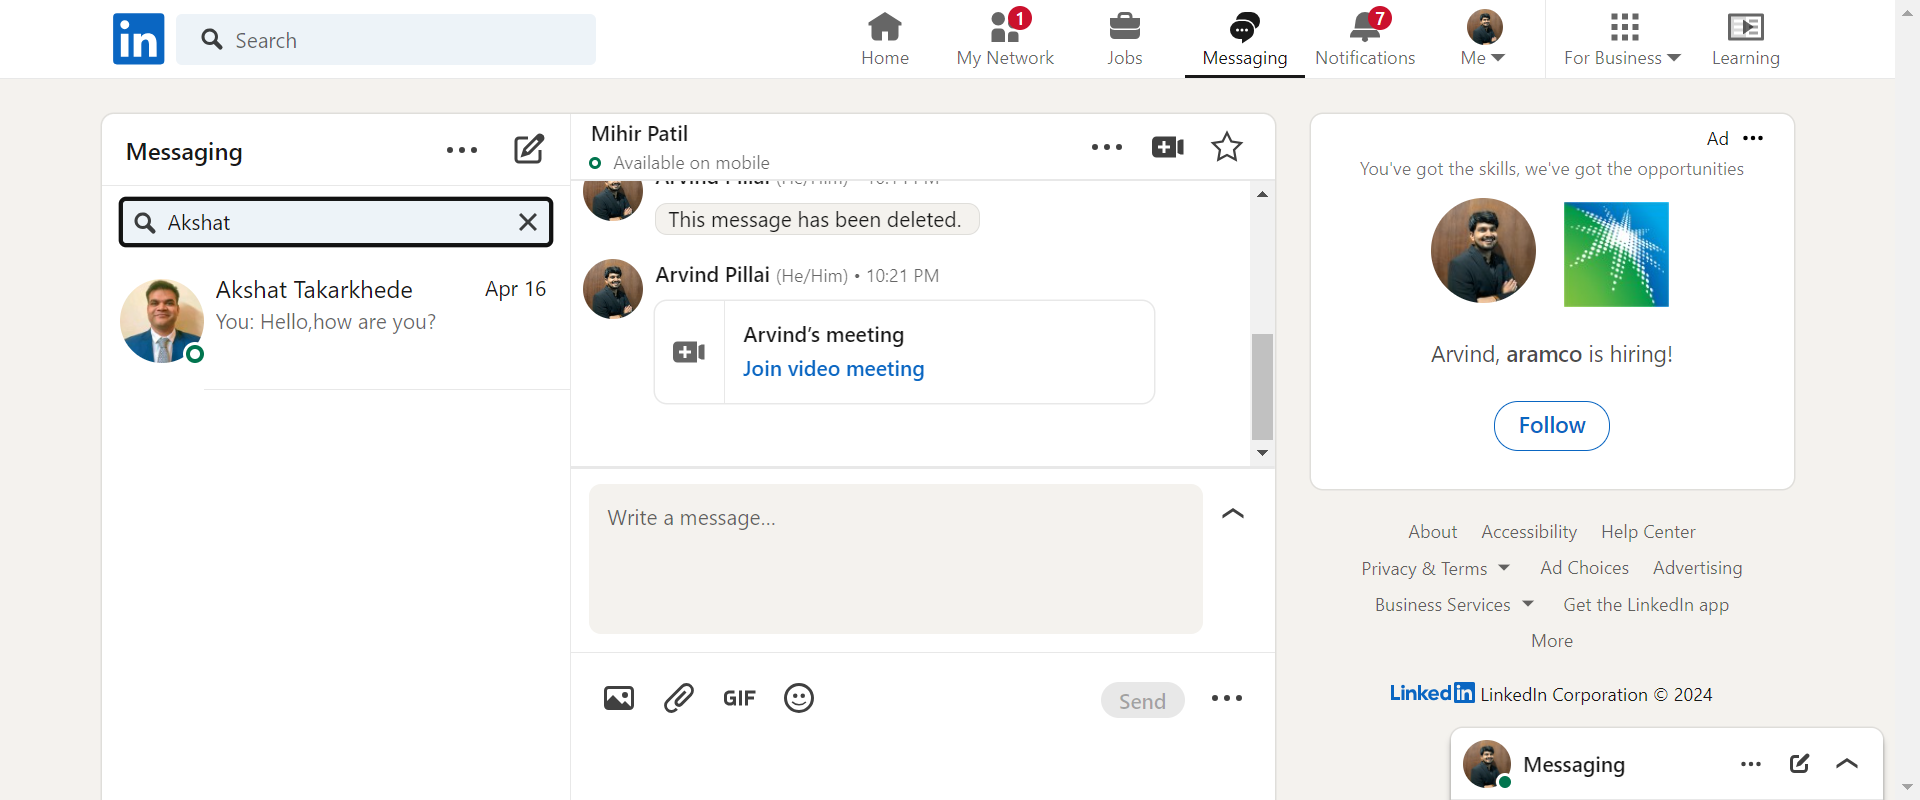 in
Search
Home
1
My Network
Jobs
Messaging
7
Notifications
Me
For Business
Learning
Messaging
Akshat
Akshat Takarkhede
Apr 16
You: Hello,how are you?
Mihir Patil
Available on mobile
Arvind Pillai (He/Him) •
This message has been deleted.
Arvind Pillai (He/Him) • 10:21 PM
Arvind's meeting
Join video meeting
Write a message...
GIF
Send
Ad
You've got the skills, we've got the opportunities
Arvind, aramco is hiring!
Follow
About Accessibility Help Center
Privacy & Terms Ad Choices Advertising
Business Services Get the LinkedIn app
More
Linkedin LinkedIn Corporation © 2024
Messaging